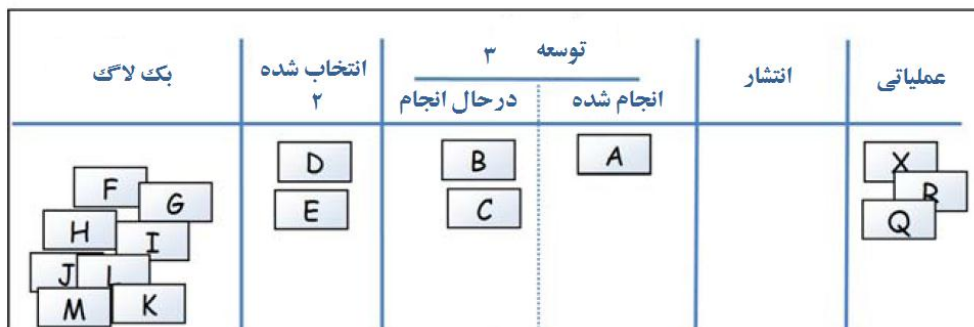 بک لاگ
انتخاب شده
۲
توسعه ۳
درحال انجام
انجام شده
انتشار
عملیاتی
F
G
H
I
J
L
M
K
D
E
B
C
A
X
R
Q